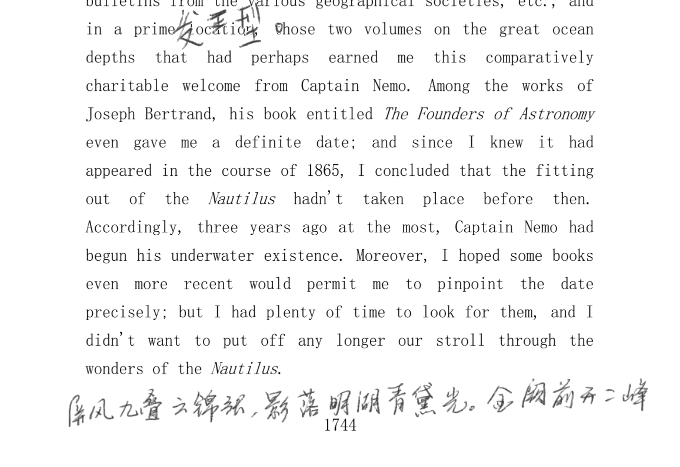 bulletins from the various geographical societies, etc., and
in a prime location, those two volumes on the great ocean
发严型。
depths that had perhaps earned me this comparatively
charitable welcome from Captain Nemo. Among the works of
Joseph Bertrand, his book entitled The Founders of Astronomy
even gave me a definite date; and since I knew it had
appeared in the course of 1865, I concluded that the fitting
out of the Nautilus hadn't taken place before then.
Accordingly, three years ago at the most, Captain Nemo had
begun his underwater existence. Moreover, I hoped some books
even more recent would permit me to pinpoint the date
precisely; but I had plenty of time to look for them, and I
didn't want to put off any longer our stroll through the
wonders of the Nautilus.
屏风九叠云锦张,影落明湖青黛光。金阙前开二峰
1744